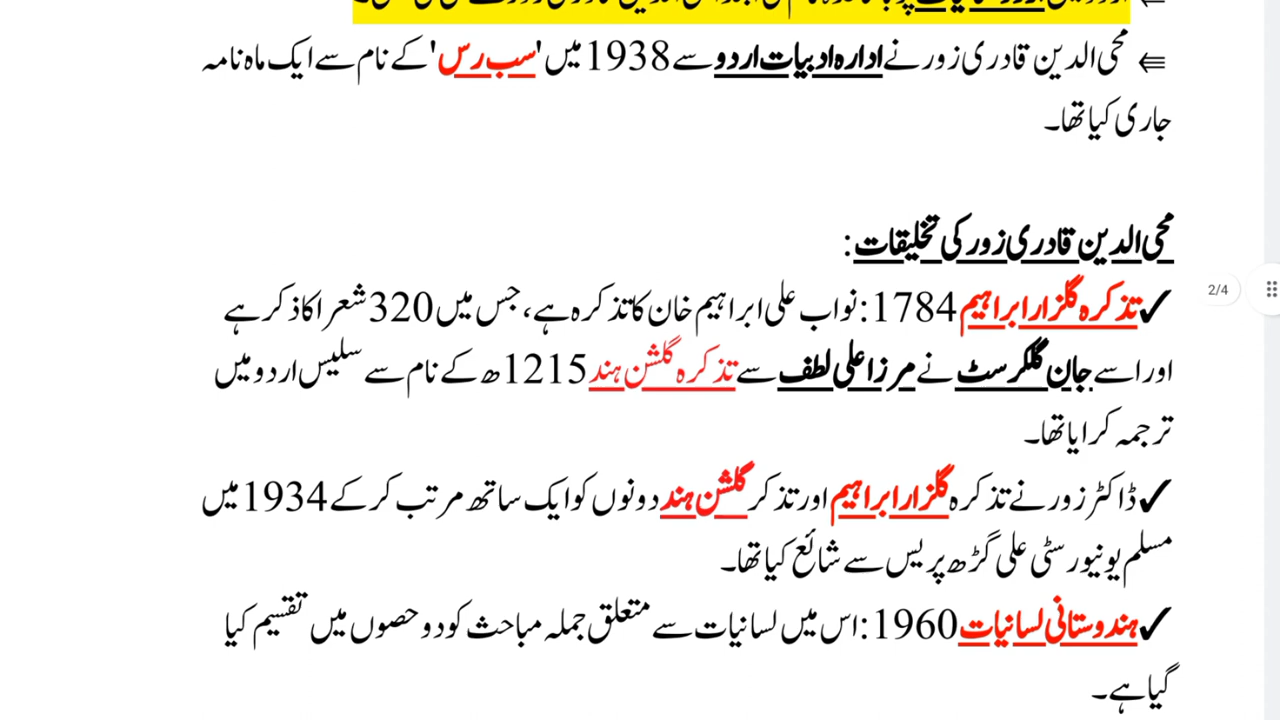 ⇚ محی الدین قادری زور نے ادارہ ادبیات اردو سے 1938 میں 'سب رس' کے نام سے ایک ماہ نامہ
جاری کیا تھا۔
محی الدین قادری زور کی تخلیقات:
✔تذکرہ گلزار ابراہیم 1784: نواب علی ابراہیم خان کا تذکرہ ہے، جس میں 320 شعرا کا ذکر ہے
اور اسے جان گلکرسٹ نے مرزا علی لطف سے تذکرہ گلشن ہند 1215ھ کے نام سے سلیس اردو میں
ترجمہ کرایا تھا۔
✔ڈاکٹر زور نے تذکرہ گلزار ابراہیم اور تذکر گلشن ہند دونوں کو ایک ساتھ مرتب کر کے 1934 میں
مسلم یونیورسٹی علی گڑھ پریس سے شائع کیا تھا۔
✔ہندوستانی لسانیات 1960: اس میں لسانیات سے متعلق جملہ مباحث کو دو حصوں میں تقسیم کیا
گیا ہے۔
2/4